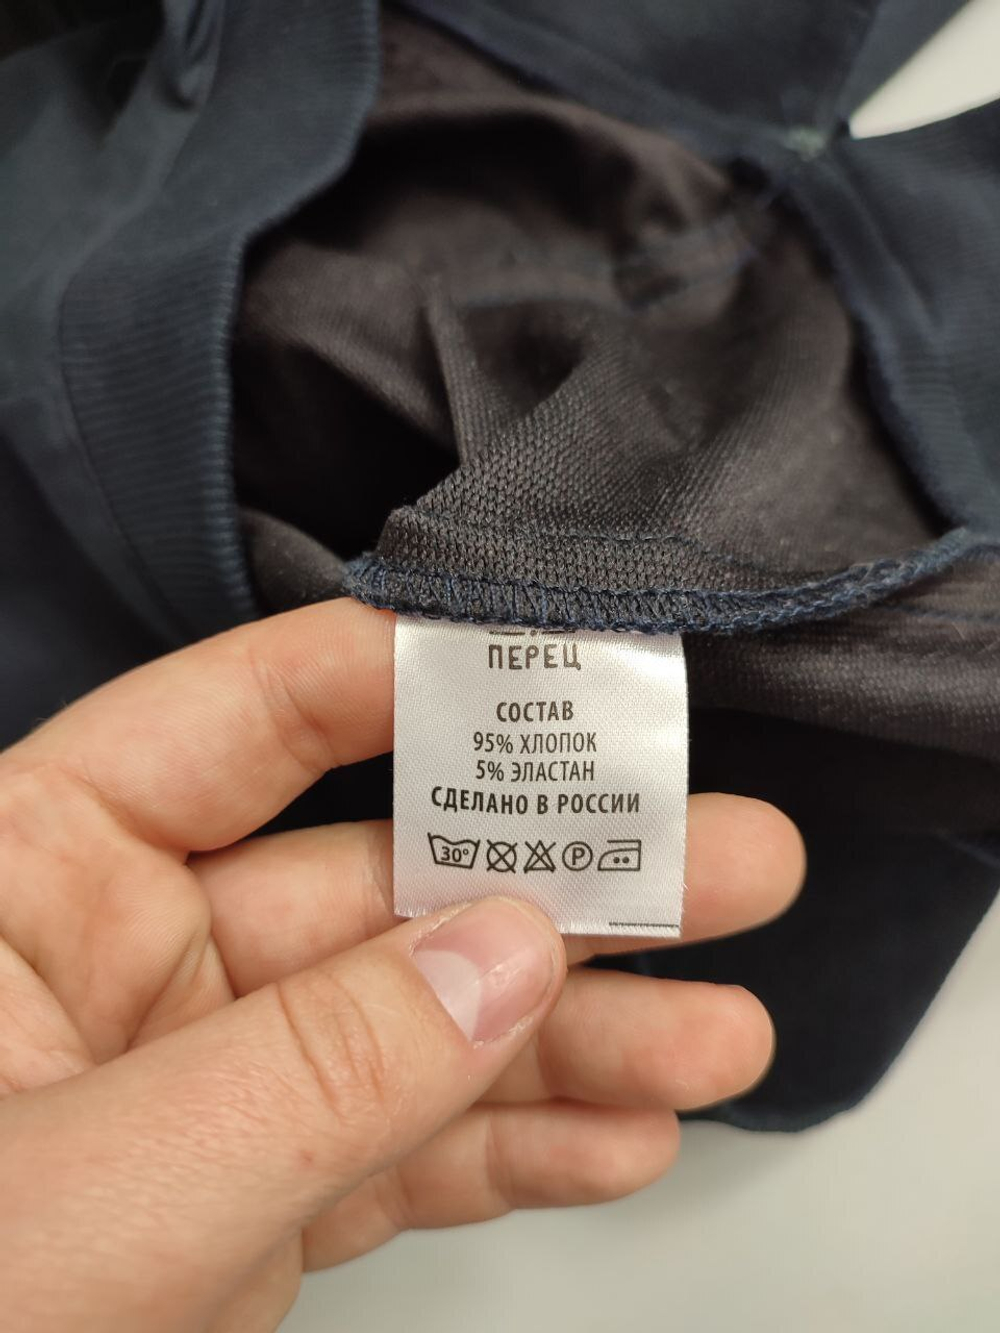 ПЕРЕЦ
СОСТАВ
95% ХЛОПОК
5% ЭЛАСТАН
СДЕЛАНО В РОССИИ
30° P